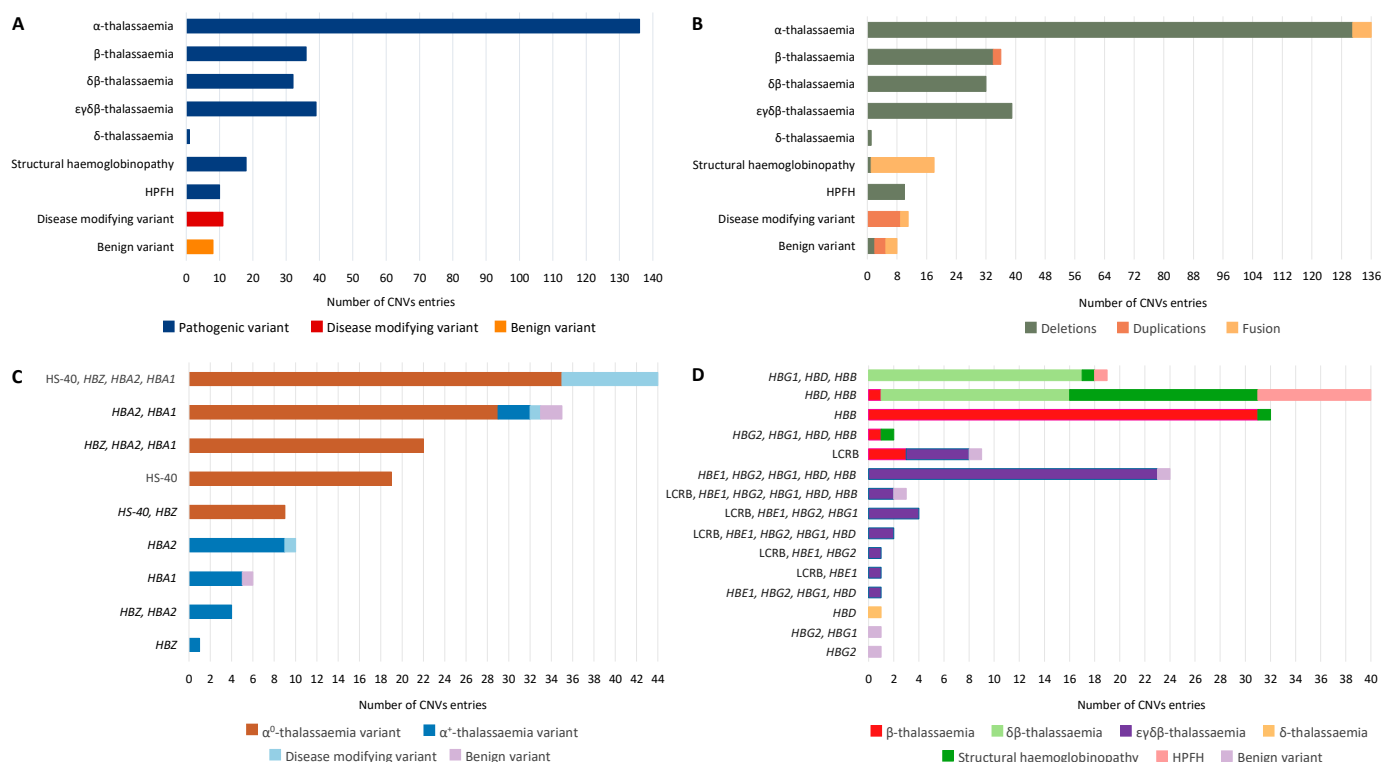 A
α-thalassaemia
β-thalassaemia
δβ-thalassaemia
εγδβ-thalassaemia
δ-thalassaemia
Structural haemoglobinopathy
HPFH
Disease modifying variant
Benign variant
0 10 20 30 40 50 60 70 80 90 100 110 120 130 140
Number of CNVs entries
Pathogenic variant Disease modifying variant Benign variant
B
α-thalassaemia
β-thalassaemia
δβ-thalassaemia
εγδβ-thalassaemia
δ-thalassaemia
Structural haemoglobinopathy
HPFH
Disease modifying variant
Benign variant
0 8 16 24 32 40 48 56 64 72 80 88 96 104 112 120 128 136
Number of CNVs entries
Deletions Duplications Fusion
C
HS-40, HBZ, HBA2, HBA1
HBA2, HBA1
HBZ, HBA2, HBA1
HS-40
HS-40, HBZ
HBA2
HBA1
HBZ, HBA2
HBZ
0 2 4 6 8 10 12 14 16 18 20 22 24 26 28 30 32 34 36 38 40 42 44
Number of CNVs entries
α⁰-thalassaemia variant α⁺-thalassaemia variant
Disease modifying variant Benign variant
D
HBG1, HBD, HBB
HBD, HBB
HBB
HBG2, HBG1, HBD, HBB
LCRB
HBE1, HBG2, HBG1, HBD, HBB
LCRB, HBE1, HBG2, HBG1, HBD, HBB
LCRB, HBE1, HBG2, HBG1
LCRB, HBE1, HBG2, HBG1, HBD
LCRB, HBE1, HBG2
LCRB, HBE1
HBE1, HBG2, HBG1, HBD
HBD
HBG2, HBG1
HBG2
0 2 4 6 8 10 12 14 16 18 20 22 24 26 28 30 32 34 36 38 40
Number of CNVs entries
β-thalassaemia δβ-thalassaemia εγδβ-thalassaemia δ-thalassaemia
Structural haemoglobinopathy HPFH Benign variant